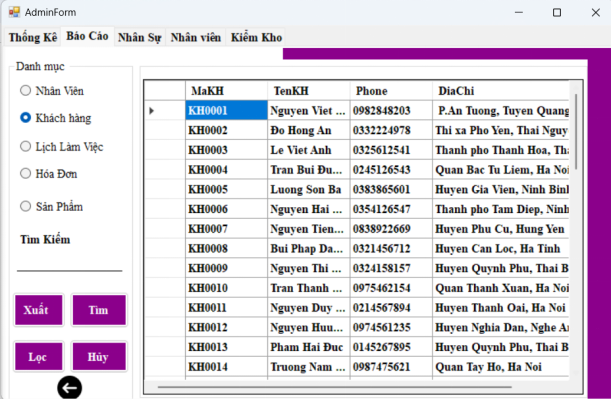 AdminForm
Thống Kê Báo Cáo Nhân Sự Nhân viên Kiểm Kho
Danh mục
Nhân Viên
Khách hàng
Lịch Làm Việc
Hóa Đơn
Sản Phẩm
Tìm Kiếm
Xuất Tìm
Lọc Hủy
MaKH TenKH Phone DiaChi
KH0001 Nguyen Viet ... 0982848203 P.An Tuong, Tuyen Quang
KH0002 Đo Hong An 0332224978 Thi xa Pho Yen, Thai Nguy
KH0003 Le Viet Anh 0325612541 Thanh pho Thanh Hoa, Tha
KH0004 Tran Bui Đu... 0245126543 Quan Bac Tu Liem, Ha Noi
KH0005 Luong Son Ba 0383865601 Huyen Gia Vien, Ninh Binh
KH0006 Nguyen Hai ... 0354126547 Thanh pho Tam Diep, Ninh
KH0007 Nguyen Tien... 0838922669 Huyen Phu Cu, Hung Yen
KH0008 Bui Phap Da... 0321456712 Huyen Can Loc, Ha Tinh
KH0009 Nguyen Thi ... 0324158157 Huyen Quynh Phu, Thai B
KH0010 Tran Thanh ... 0975462154 Quan Thanh Xuan, Ha Noi
KH0011 Nguyen Duy ... 0214567894 Huyen Thanh Oai, Ha Noi
KH0012 Nguyen Huu... 0974561235 Huyen Nghia Dan, Nghe A
KH0013 Pham Hai Đuc 0145267895 Huyen Quynh Phu, Thai B
KH0014 Truong Nam ... 0987475621 Quan Tay Ho, Ha Noi